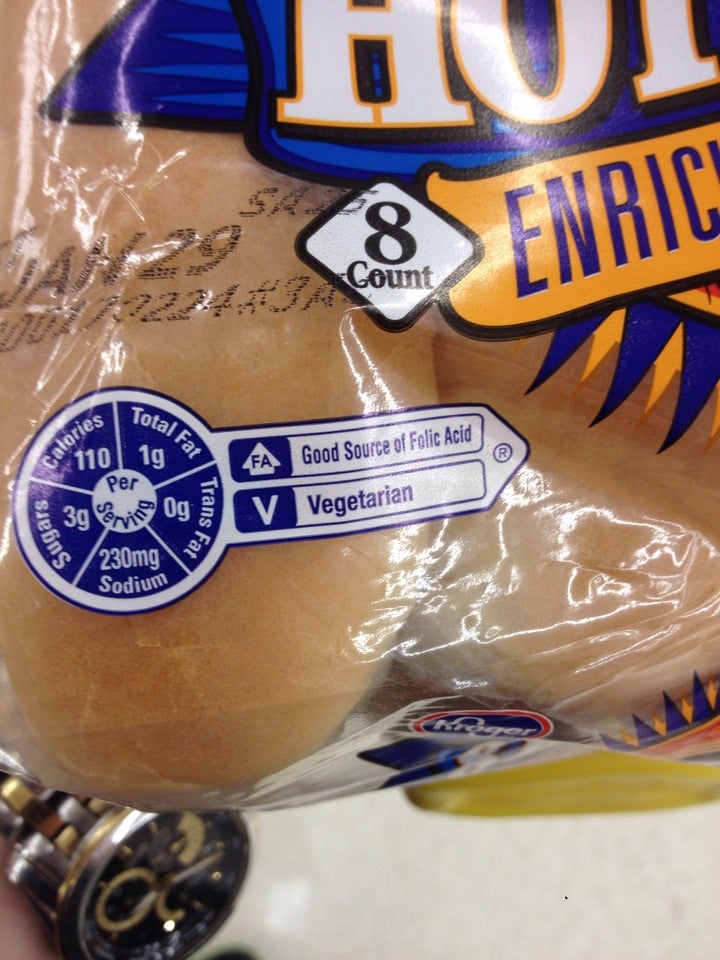 HOT
ENRIC
8
Count
JAN 29
Calories
110
Total Fat
1g
Trans Fat
0g
230mg
Sodium
Sugars
3g
Per
Serving
FA
Good Source of Folic Acid
V
Vegetarian
®
Kroger